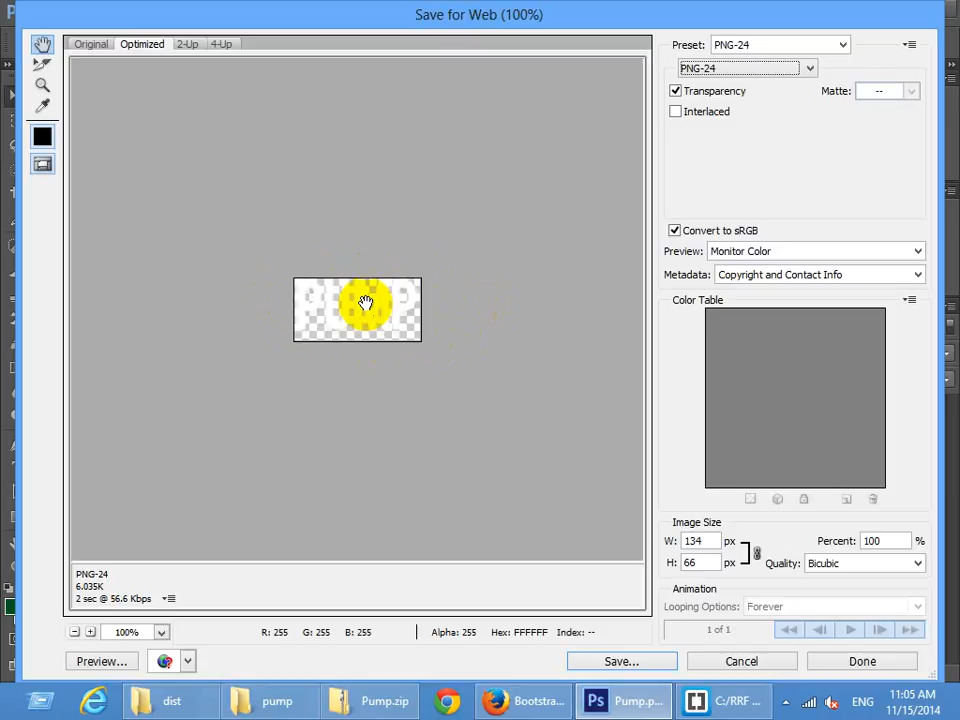 Save for Web (100%)
Original Optimized 2-Up 4-Up
Preset: PNG-24
PNG-24
Transparency Matte: --
Interlaced
Convert to sRGB
Preview: Monitor Color
Metadata: Copyright and Contact Info
Color Table
Image Size
W: 134 px Percent: 100 %
H: 66 px Quality: Bicubic
Animation
Looping Options: Forever
1 of 1
PNG-24
6.035K
2 sec @ 56.6 Kbps
100% R: 255 G: 255 B: 255 Alpha: 255 Hex: FFFFFF Index: --
Preview... Save... Cancel Done
dist pump Pump.zip Bootstra... Ps Pump.p... C:/RRF ... ENG 11:05 AM
11/15/2014